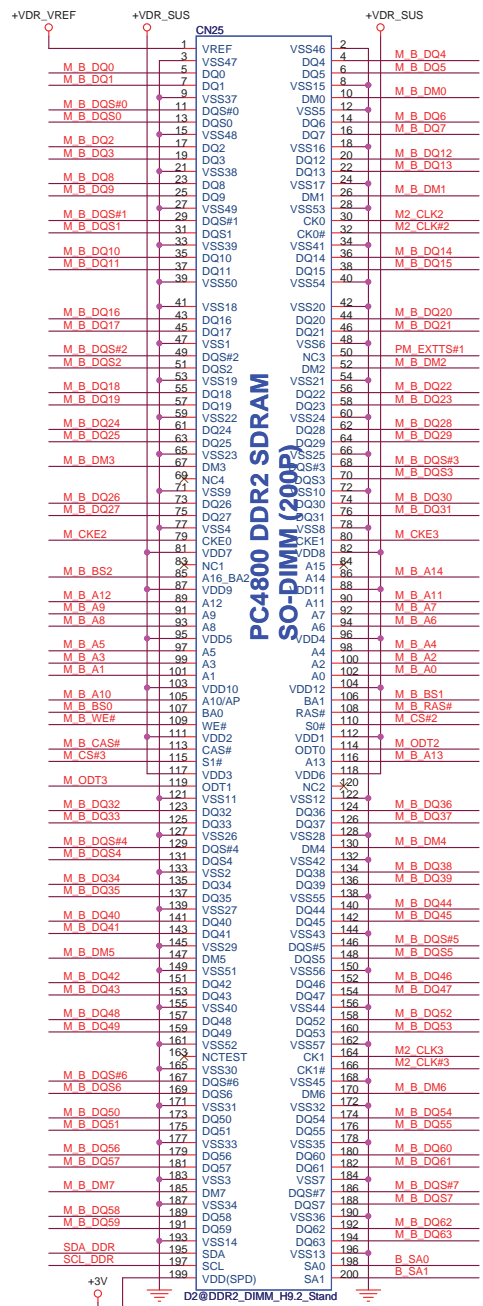 +VDR_VREF +VDR_SUS +VDR_SUS
CN25
1 VREF VSS46 2
3 VSS47 DQ4 4 M_B_DQ4
M_B_DQ0 5 DQ0 DQ5 6 M_B_DQ5
M_B_DQ1 7 DQ1 VSS15 8
9 VSS37 DM0 10 M_B_DM0
M_B_DQS#0 11 DQS#0 VSS5 12
M_B_DQS0 13 DQS0 DQ6 14 M_B_DQ6
15 VSS48 DQ7 16 M_B_DQ7
M_B_DQ2 17 DQ2 VSS16 18
M_B_DQ3 19 DQ3 DQ12 20 M_B_DQ12
21 VSS38 DQ13 22 M_B_DQ13
M_B_DQ8 23 DQ8 VSS17 24
M_B_DQ9 25 DQ9 DM1 26 M_B_DM1
27 VSS49 VSS53 28
M_B_DQS#1 29 DQS#1 CK0 30 M2_CLK2
M_B_DQS1 31 DQS1 CK0# 32 M2_CLK#2
33 VSS39 VSS41 34
M_B_DQ10 35 DQ10 DQ14 36 M_B_DQ14
M_B_DQ11 37 DQ11 DQ15 38 M_B_DQ15
39 VSS50 VSS54 40
41 VSS18 VSS20 42
M_B_DQ16 43 DQ16 DQ20 44 M_B_DQ20
M_B_DQ17 45 DQ17 DQ21 46 M_B_DQ21
47 VSS1 VSS6 48
M_B_DQS#2 49 DQS#2 NC3 50 PM_EXTTS#1
M_B_DQS2 51 DQS2 DM2 52 M_B_DM2
53 VSS19 VSS21 54
M_B_DQ18 55 DQ18 DQ22 56 M_B_DQ22
M_B_DQ19 57 DQ19 DQ23 58 M_B_DQ23
59 VSS22 VSS24 60
M_B_DQ24 61 DQ24 DQ28 62 M_B_DQ28
M_B_DQ25 63 DQ25 DQ29 64 M_B_DQ29
65 VSS23 VSS25 66
M_B_DM3 67 DM3 DQS#3 68 M_B_DQS#3
69 NC4 DQS3 70 M_B_DQS3
71 VSS9 VSS10 72
M_B_DQ26 73 DQ26 DQ30 74 M_B_DQ30
M_B_DQ27 75 DQ27 DQ31 76 M_B_DQ31
77 VSS4 VSS8 78
M_CKE2 79 CKE0 CKE1 80 M_CKE3
81 VDD7 VDD8 82
83 NC1 A15 84
M_B_BS2 85 A16_BA2 A14 86 M_B_A14
87 VDD9 VDD11 88
M_B_A12 89 A12 A11 90 M_B_A11
M_B_A9 91 A9 A7 92 M_B_A7
M_B_A8 93 A8 A6 94 M_B_A6
95 VDD5 VDD4 96
M_B_A5 97 A5 A4 98 M_B_A4
M_B_A3 99 A3 A2 100 M_B_A2
M_B_A1 101 A1 A0 102 M_B_A0
103 VDD10 VDD12 104
M_B_A10 105 A10/AP BA1 106 M_B_BS1
M_B_BS0 107 BA0 RAS# 108 M_B_RAS#
M_B_WE# 109 WE# S0# 110 M_CS#2
111 VDD2 VDD1 112
M_B_CAS# 113 CAS# ODT0 114 M_ODT2
M_CS#3 115 S1# A13 116 M_B_A13
117 VDD3 VDD6 118
M_ODT3 119 ODT1 NC2 120
121 VSS11 VSS12 122
M_B_DQ32 123 DQ32 DQ36 124 M_B_DQ36
M_B_DQ33 125 DQ33 DQ37 126 M_B_DQ37
127 VSS26 VSS28 128
M_B_DQS#4 129 DQS#4 DM4 130 M_B_DM4
M_B_DQS4 131 DQS4 VSS42 132
133 VSS2 DQ38 134 M_B_DQ38
M_B_DQ34 135 DQ34 DQ39 136 M_B_DQ39
M_B_DQ35 137 DQ35 VSS55 138
139 VSS27 DQ44 140 M_B_DQ44
M_B_DQ40 141 DQ40 DQ45 142 M_B_DQ45
M_B_DQ41 143 DQ41 VSS43 144
145 VSS29 DQS#5 146 M_B_DQS#5
M_B_DM5 147 DM5 DQS5 148 M_B_DQS5
149 VSS51 VSS56 150
M_B_DQ42 151 DQ42 DQ46 152 M_B_DQ46
M_B_DQ43 153 DQ43 DQ47 154 M_B_DQ47
155 VSS40 VSS44 156
M_B_DQ48 157 DQ48 DQ52 158 M_B_DQ52
M_B_DQ49 159 DQ49 DQ53 160 M_B_DQ53
161 VSS52 VSS57 162
163 NCTEST CK1 164 M2_CLK3
165 VSS30 CK1# 166 M2_CLK#3
M_B_DQS#6 167 DQS#6 VSS45 168
M_B_DQS6 169 DQS6 DM6 170 M_B_DM6
171 VSS31 VSS32 172
M_B_DQ50 173 DQ50 DQ54 174 M_B_DQ54
M_B_DQ51 175 DQ51 DQ55 176 M_B_DQ55
177 VSS33 VSS35 178
M_B_DQ56 179 DQ56 DQ60 180 M_B_DQ60
M_B_DQ57 181 DQ57 DQ61 182 M_B_DQ61
183 VSS3 VSS7 184
M_B_DM7 185 DM7 DQS#7 186 M_B_DQS#7
187 VSS34 DQS7 188 M_B_DQS7
M_B_DQ58 189 DQ58 VSS36 190
M_B_DQ59 191 DQ59 DQ62 192 M_B_DQ62
193 VSS14 DQ63 194 M_B_DQ63
SDA_DDR 195 SDA VSS13 196
SCL_DDR 197 SCL SA0 198 B_SA0
+3V 199 VDD(SPD) SA1 200 B_SA1
PC4800 DDR2 SDRAM
SO-DIMM (200P)
D2@DDR2_DIMM_H9.2_Stand